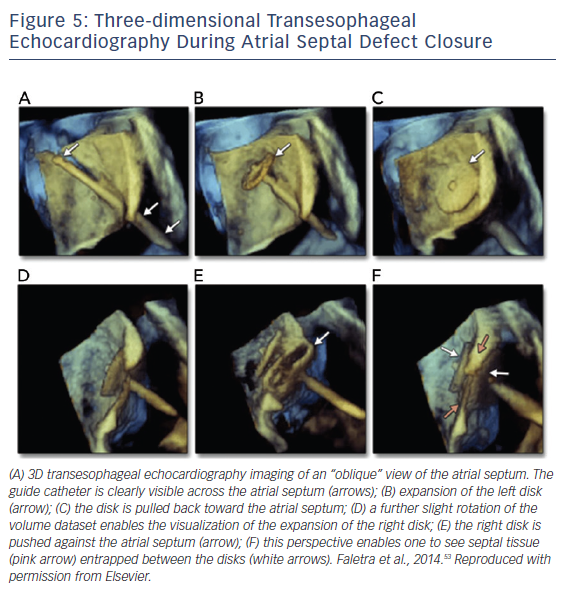 Figure 5: Three-dimensional Transesophageal
Echocardiography During Atrial Septal Defect Closure
A
B
C
D
E
F
(A) 3D transesophageal echocardiography imaging of an “oblique” view of the atrial septum. The
guide catheter is clearly visible across the atrial septum (arrows); (B) expansion of the left disk
(arrow); (C) the disk is pulled back toward the atrial septum; (D) a further slight rotation of the
volume dataset enables the visualization of the expansion of the right disk; (E) the right disk is
pushed against the atrial septum (arrow); (F) this perspective enables one to see septal tissue
(pink arrow) entrapped between the disks (white arrows). Faletra et al., 2014.⁵³ Reproduced with
permission from Elsevier.